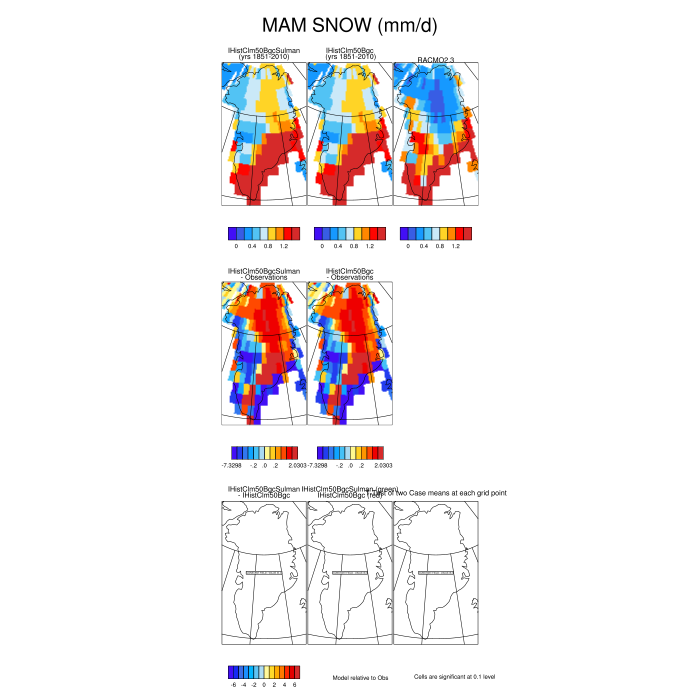 MAM SNOW (mm/d)
IHistClm50BgcSulman
(yrs 1851-2010)
IHistClm50Bgc
(yrs 1851-2010)
RACMO2.3
0 0.4 0.8 1.2
0 0.4 0.8 1.2
0 0.4 0.8 1.2
IHistClm50BgcSulman
- Observations
IHistClm50Bgc
- Observations
-7.3298 -.2 .0 .2 2.0303
-7.3298 -.2 .0 .2 2.0303
IHistClm50BgcSulman
- IHistClm50Bgc
IHistClm50BgcSulman (green)
IHistClm50Bgc (red)
of two Case means at each grid point
-6 -4 -2 0 2 4 6
Model relative to Obs
Cells are significant at 0.1 level